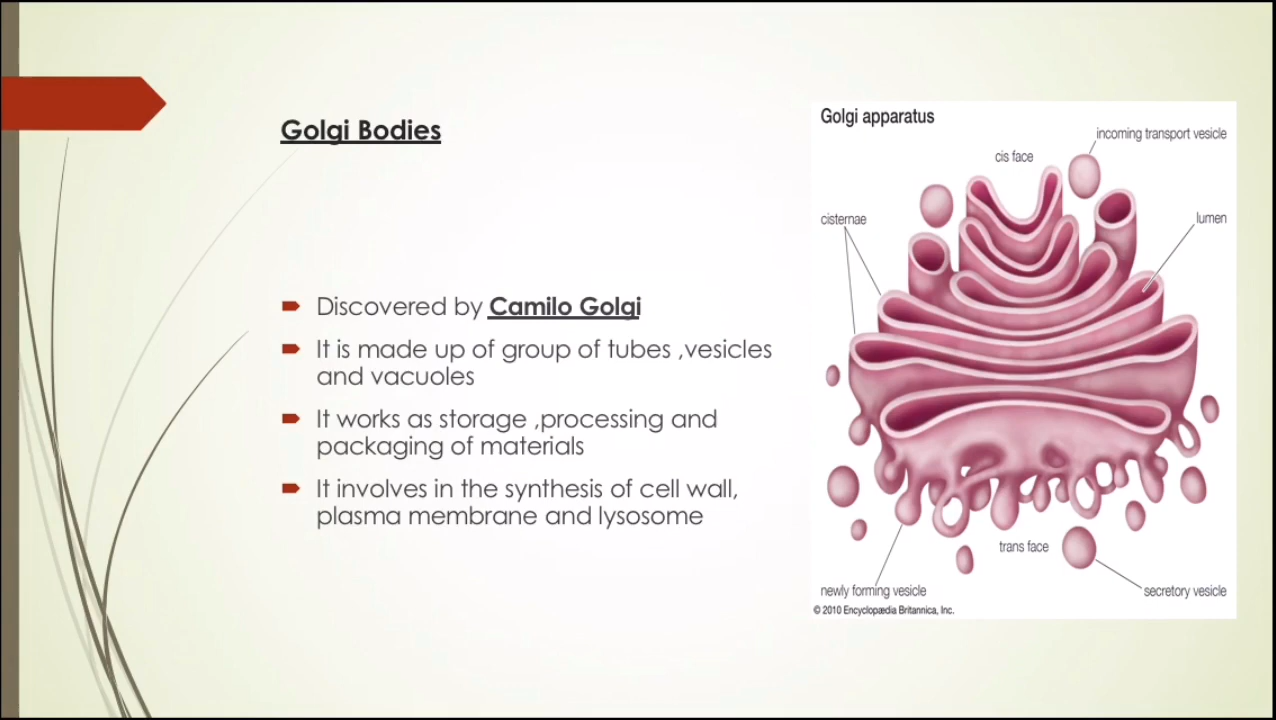 Golgi Bodies
Discovered by Camilo Golgi
It is made up of group of tubes ,vesicles
and vacuoles
It works as storage ,processing and
packaging of materials
It involves in the synthesis of cell wall,
plasma membrane and lysosome
Golgi apparatus
incoming transport vesicle
cis face
cisternae
lumen
trans face
newly forming vesicle
secretory vesicle
© 2010 Encyclopædia Britannica, Inc.